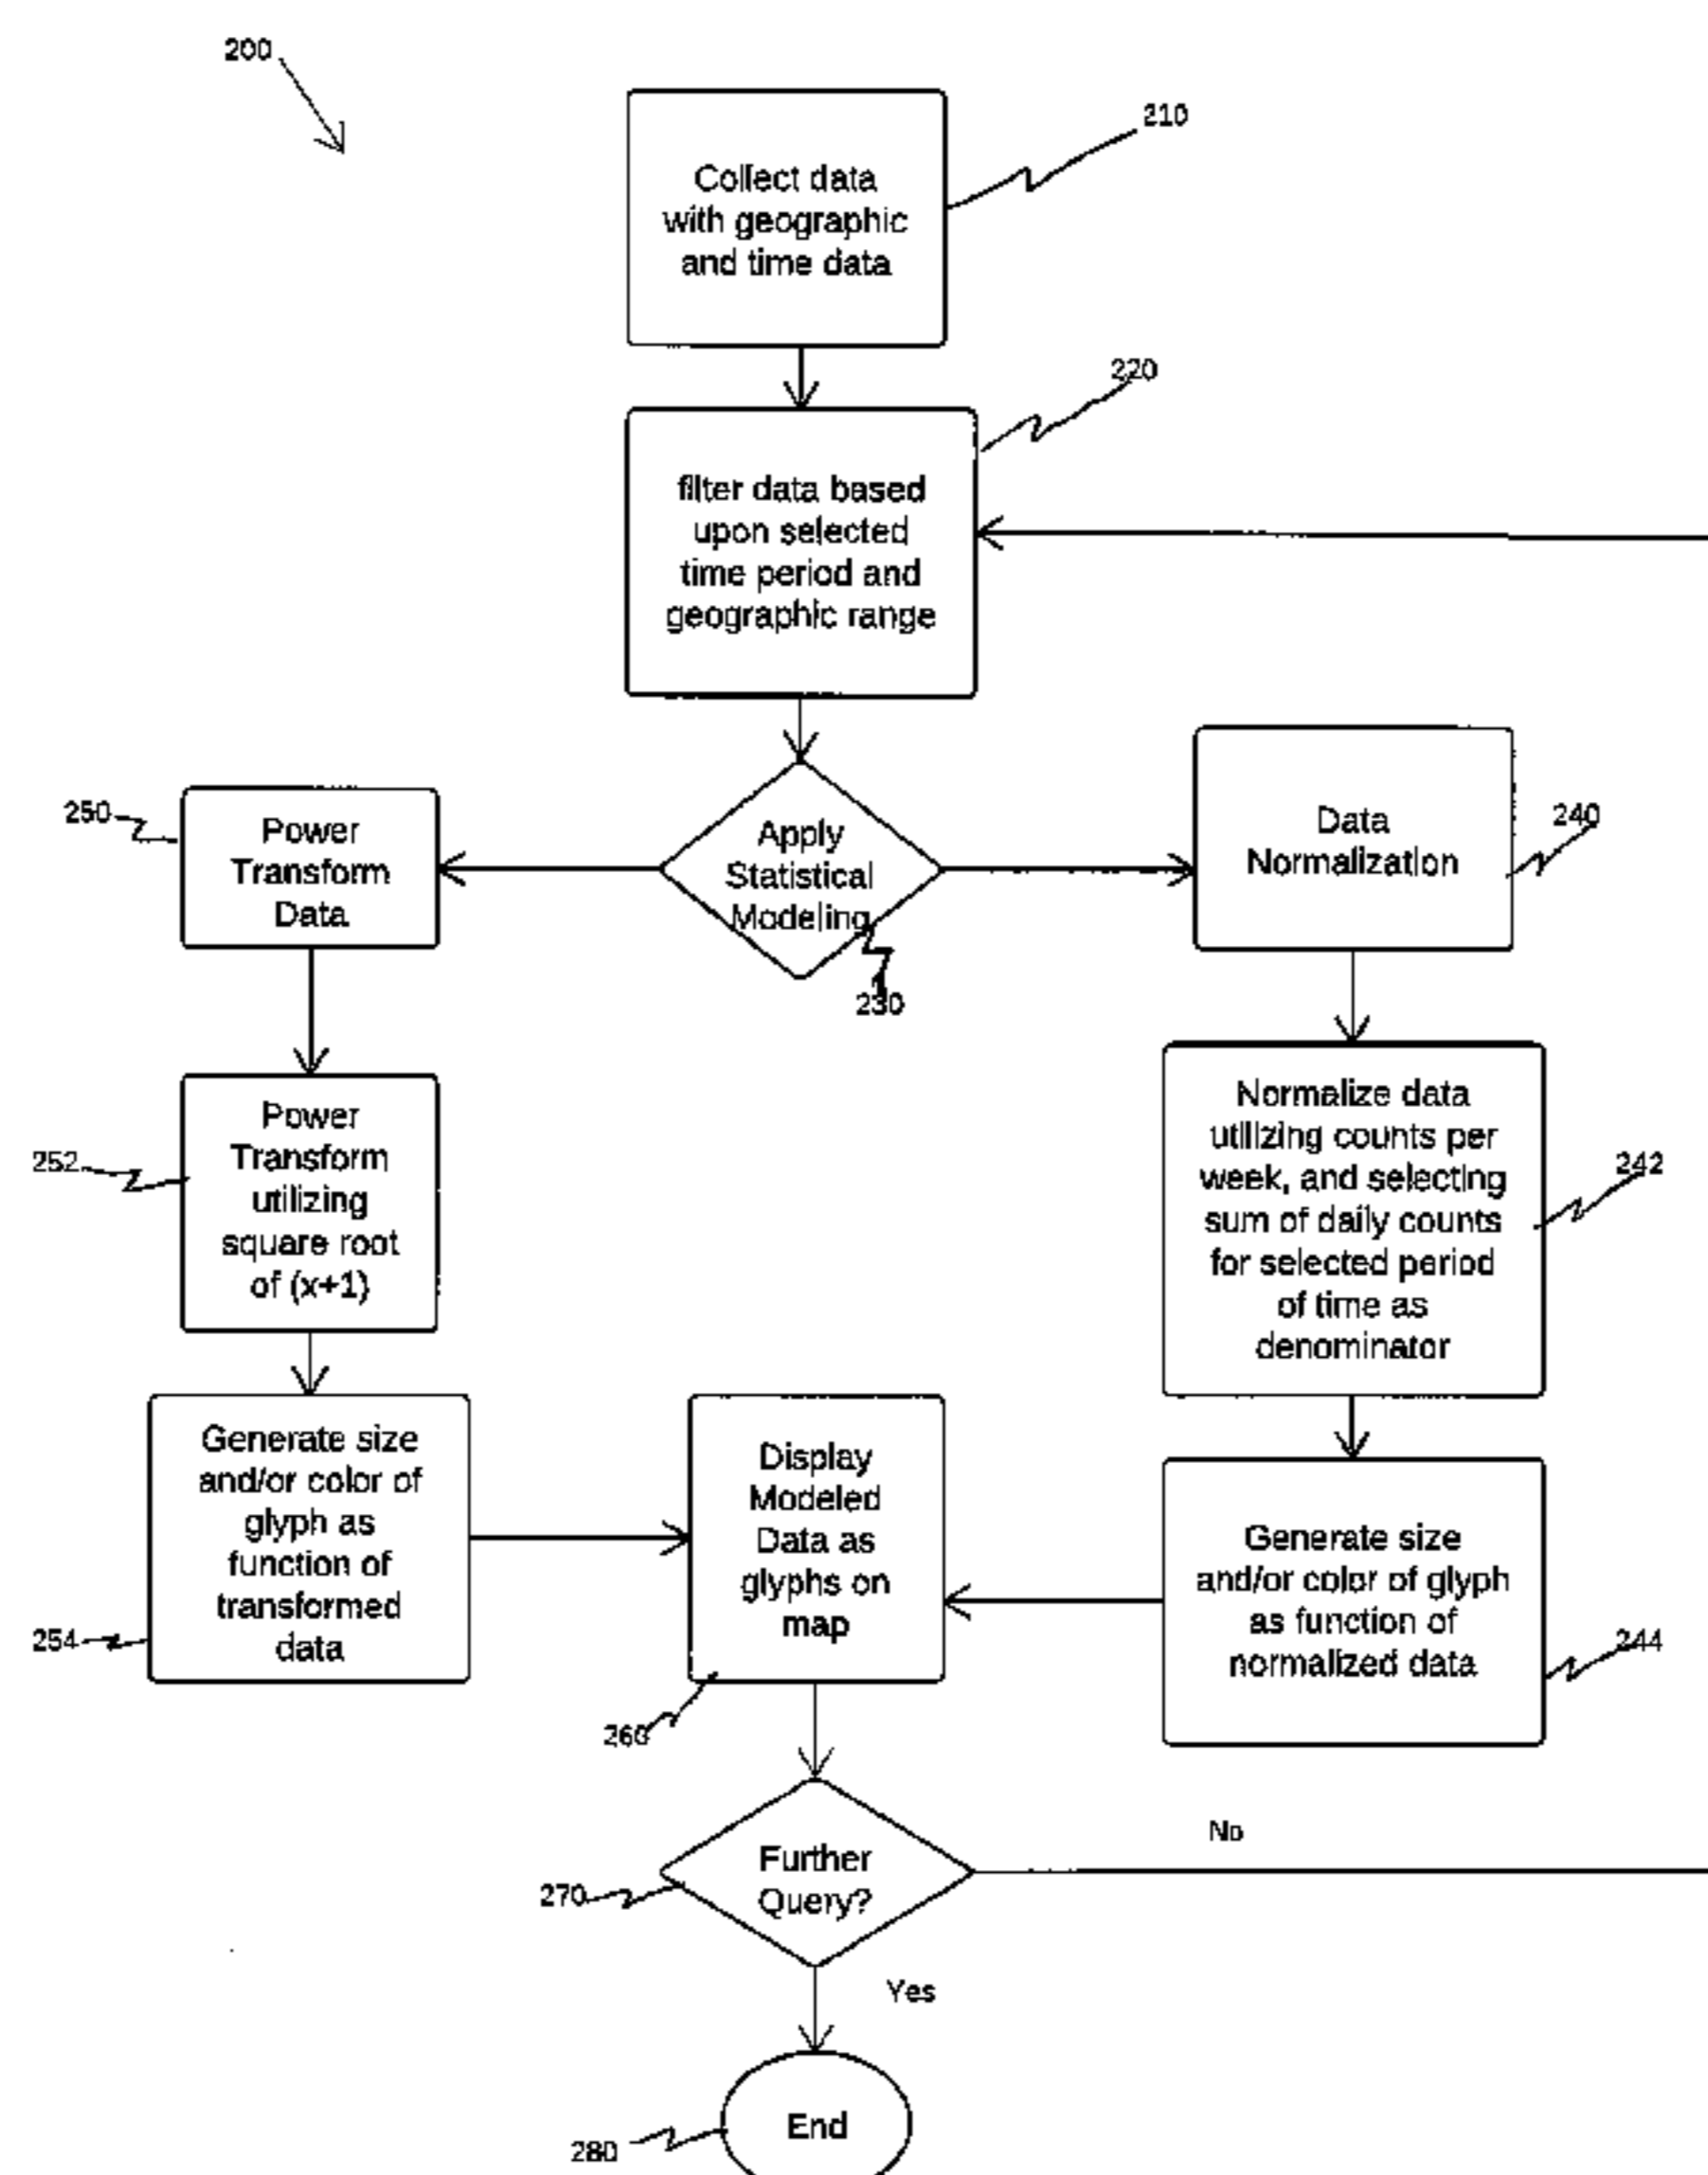 200
210
Collect data
with geographic
and time data
220
filter data based
upon selected
time period and
geographic range
250
Power
Transform
Data
Apply
Statistical
Modeling
230
Data
Normalization
240
252
Power
Transform
utilizing
square root
of (x+1)
Normalize data
utilizing counts per
week, and selecting
sum of daily counts
for selected period
of time as
denominator
242
Generate size
and/or color of
glyph as
function of
transformed
data
254
Display
Modeled
Data as
glyphs on
map
260
Generate size
and/or color of glyph
as function of
normalized data
244
Further
Query?
270
No
Yes
End
280